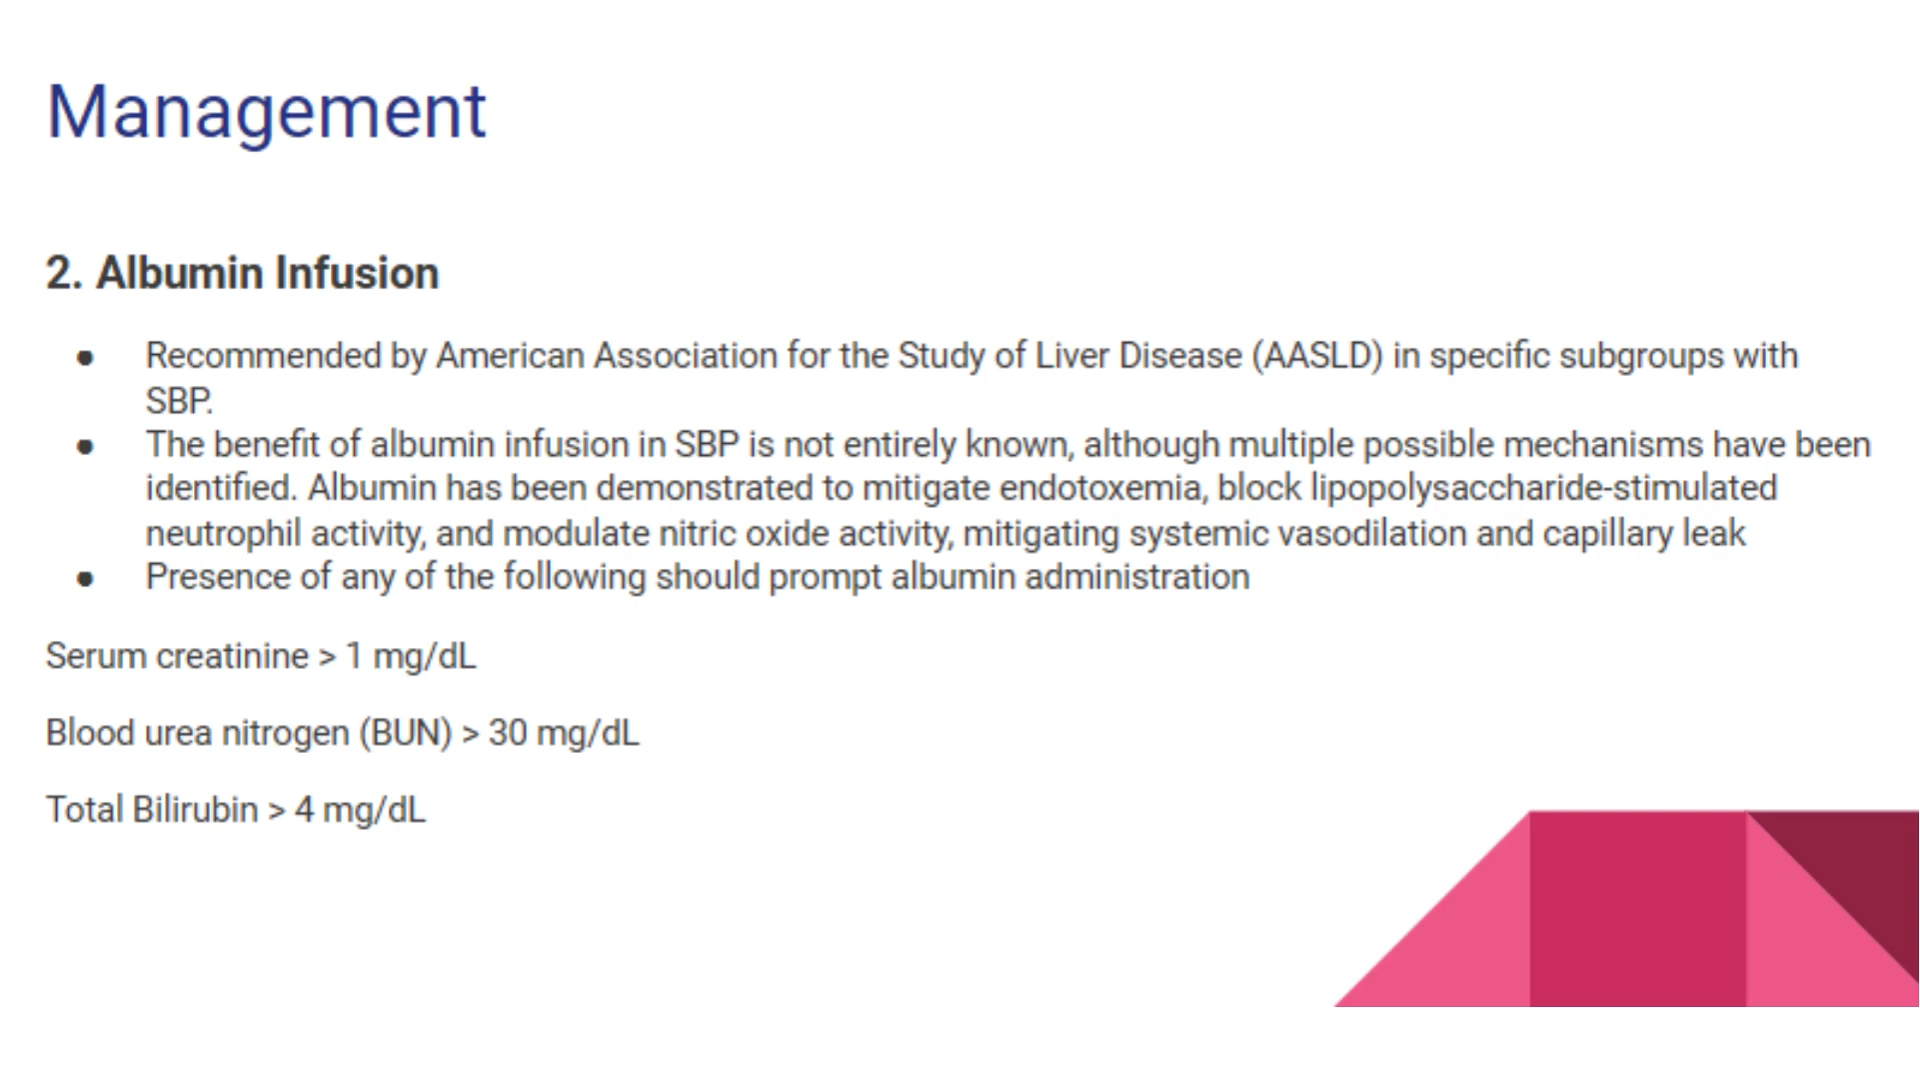 Management
2. Albumin Infusion
● Recommended by American Association for the Study of Liver Disease (AASLD) in specific subgroups with
SBP.
● The benefit of albumin infusion in SBP is not entirely known, although multiple possible mechanisms have been
identified. Albumin has been demonstrated to mitigate endotoxemia, block lipopolysaccharide-stimulated
neutrophil activity, and modulate nitric oxide activity, mitigating systemic vasodilation and capillary leak
● Presence of any of the following should prompt albumin administration
Serum creatinine > 1 mg/dL
Blood urea nitrogen (BUN) > 30 mg/dL
Total Bilirubin > 4 mg/dL